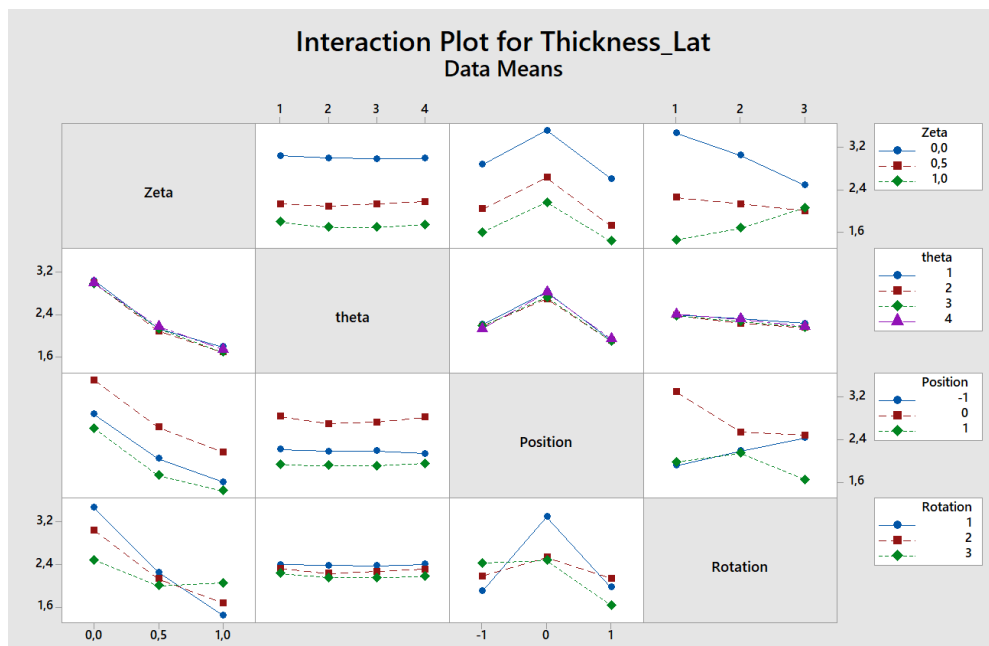 Interaction Plot for Thickness_Lat
Data Means
1 2 3 4 1 2 3
Zeta
3,2
2,4
1,6
Zeta
0,0
0,5
1,0
3,2
2,4
1,6
theta
theta
1
2
3
4
Position
3,2
2,4
1,6
Position
-1
0
1
3,2
2,4
1,6
Rotation
Rotation
1
2
3
0,0 0,5 1,0 -1 0 1